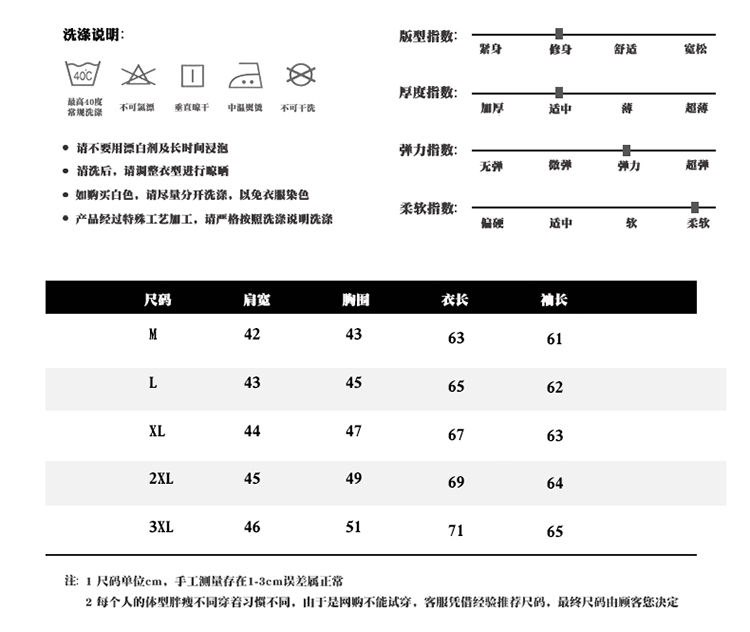 洗涤说明:
40°C
最高40度
常规洗涤
不可氯漂
垂直晾干
中温熨烫
不可干洗
● 请不要用漂白剂及长时间浸泡
● 清洗后，请调整衣型进行晾晒
● 如购买白色，请尽量分开洗涤，以免衣服染色
● 产品经过特殊工艺加工，请严格按照洗涤说明洗涤
版型指数:
紧身 修身 舒适 宽松
厚度指数:
加厚 适中 薄 超薄
弹力指数:
无弹 微弹 弹力 超弹
柔软指数:
偏硬 适中 软 柔软
尺码 肩宽 胸围 衣长 袖长
M 42 43 63 61
L 43 45 65 62
XL 44 47 67 63
2XL 45 49 69 64
3XL 46 51 71 65
注: 1 尺码单位cm，手工测量存在1-3cm误差属正常
2 每个人的体型胖瘦不同穿着习惯不同，由于是网购不能试穿，客服凭借经验推荐尺码，最终尺码由顾客您决定